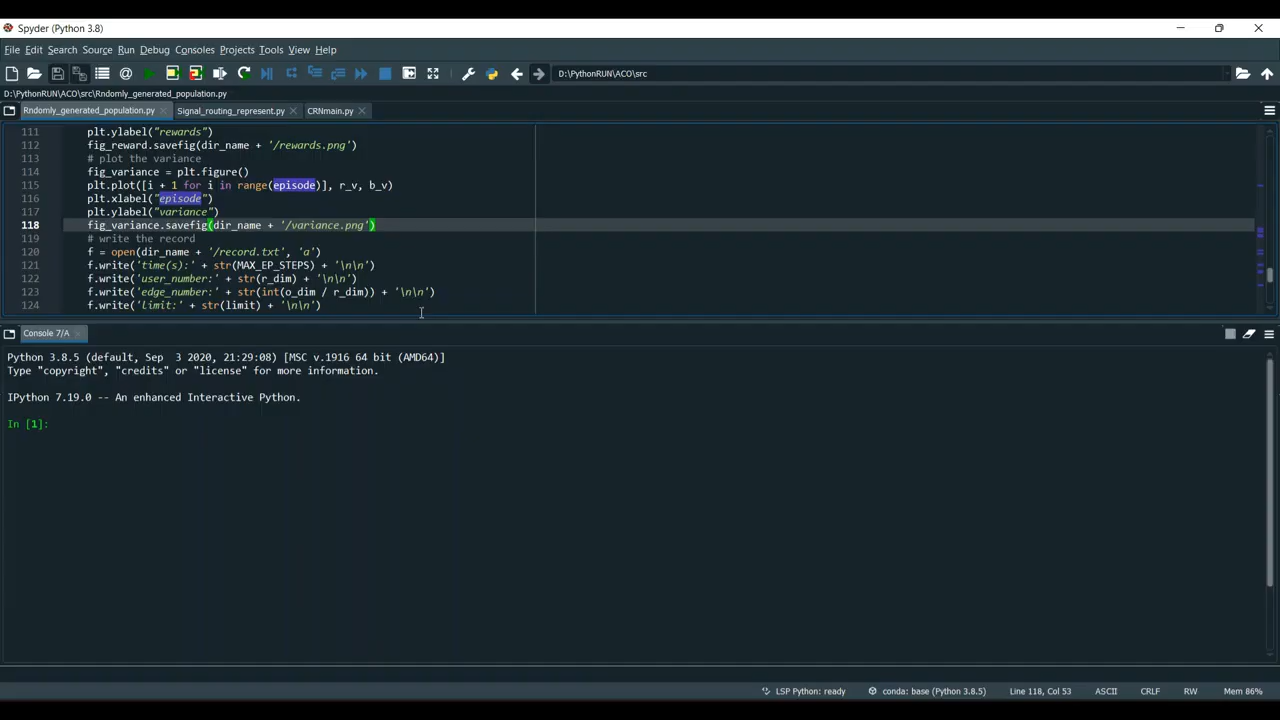 Spyder (Python 3.8)
File Edit Search Source Run Debug Consoles Projects Tools View Help
D:\PythonRUN\ACO\src
D:\PythonRUN\ACO\src\Rndomly_generated_population.py
Rndomly_generated_population.py Signal_routing_represent.py CRNmain.py
111 plt.ylabel("rewards")
112 fig_reward.savefig(dir_name + '/rewards.png')
113 # plot the variance
114 fig_variance = plt.figure()
115 plt.plot([i + 1 for i in range(episode)], r_v, b_v)
116 plt.xlabel("episode")
117 plt.ylabel("variance")
118 fig_variance.savefig(dir_name + '/variance.png')
119 # write the record
120 f = open(dir_name + '/record.txt', 'a')
121 f.write('time(s):' + str(MAX_EP_STEPS) + '\n\n')
122 f.write('user_number:' + str(r_dim) + '\n\n')
123 f.write('edge_number:' + str(int(o_dim / r_dim)) + '\n\n')
124 f.write('limit:' + str(limit) + '\n\n')
Console 7/A
Python 3.8.5 (default, Sep 3 2020, 21:29:08) [MSC v.1916 64 bit (AMD64)]
Type "copyright", "credits" or "license" for more information.
IPython 7.19.0 -- An enhanced Interactive Python.
In [1]:
LSP Python: ready conda: base (Python 3.8.5) Line 118, Col 53 ASCII CRLF RW Mem 86%